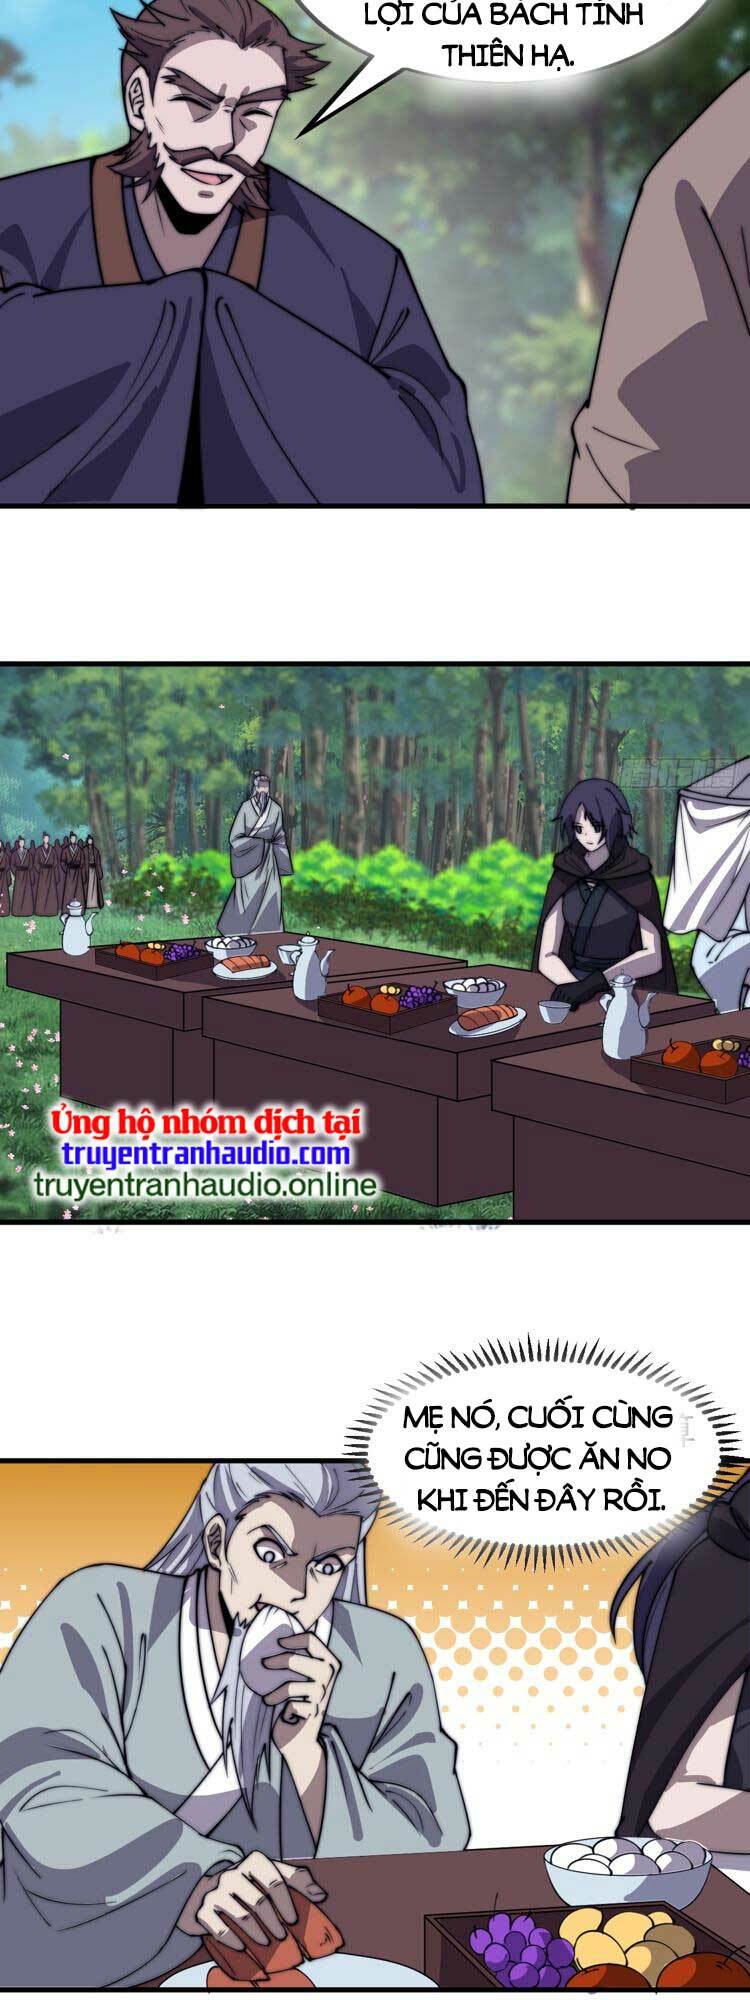 LỢI CỦA BÁCH TÍNH
THIÊN HẠ.
Ủng hộ nhóm dịch tại
truyentranhaudio.com
truyentranhaudio.online
MẸ NÓ, CUỐI CÙNG
CŨNG ĐƯỢC ĂN NO
KHI ĐẾN ĐÂY RỒI.